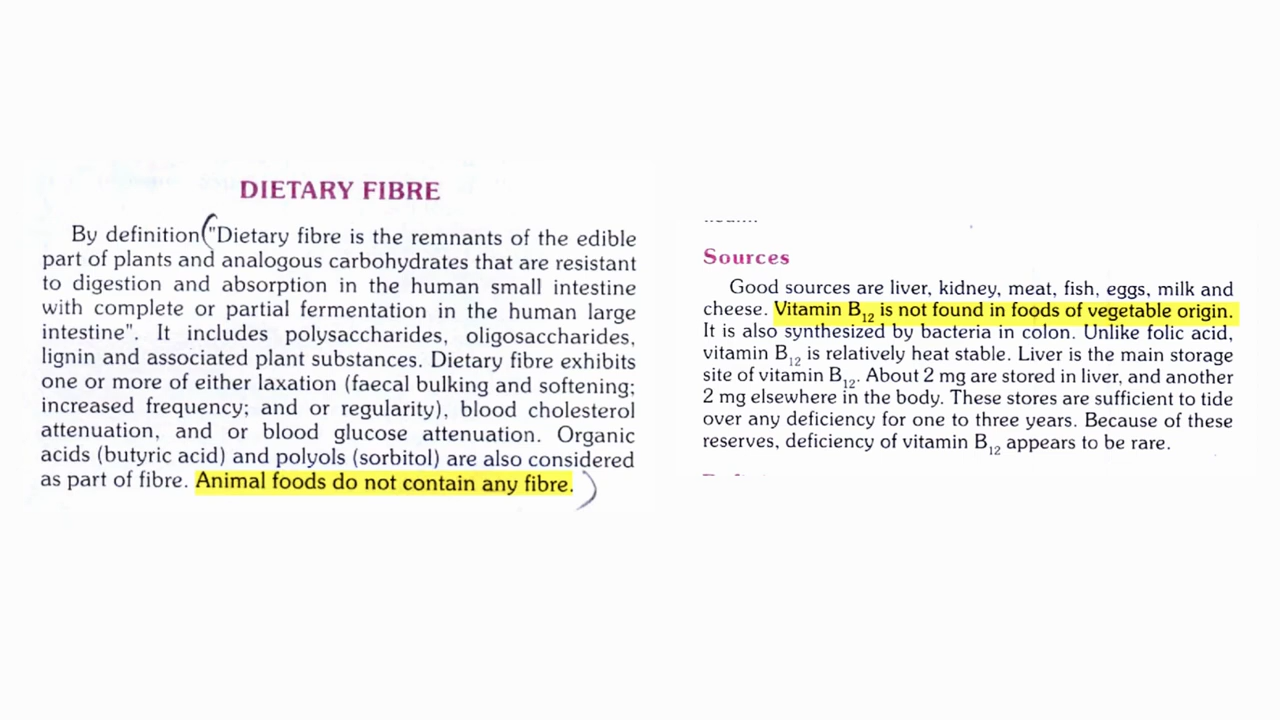 DIETARY FIBRE
By definition ("Dietary fibre is the remnants of the edible
part of plants and analogous carbohydrates that are resistant
to digestion and absorption in the human small intestine
with complete or partial fermentation in the human large
intestine". It includes polysaccharides, oligosaccharides,
lignin and associated plant substances. Dietary fibre exhibits
one or more of either laxation (faecal bulking and softening;
increased frequency; and or regularity), blood cholesterol
attenuation, and or blood glucose attenuation. Organic
acids (butyric acid) and polyols (sorbitol) are also considered
as part of fibre. Animal foods do not contain any fibre.)
Sources
Good sources are liver, kidney, meat, fish, eggs, milk and
cheese. Vitamin B12 is not found in foods of vegetable origin.
It is also synthesized by bacteria in colon. Unlike folic acid,
vitamin B12 is relatively heat stable. Liver is the main storage
site of vitamin B12. About 2 mg are stored in liver, and another
2 mg elsewhere in the body. These stores are sufficient to tide
over any deficiency for one to three years. Because of these
reserves, deficiency of vitamin B12 appears to be rare.